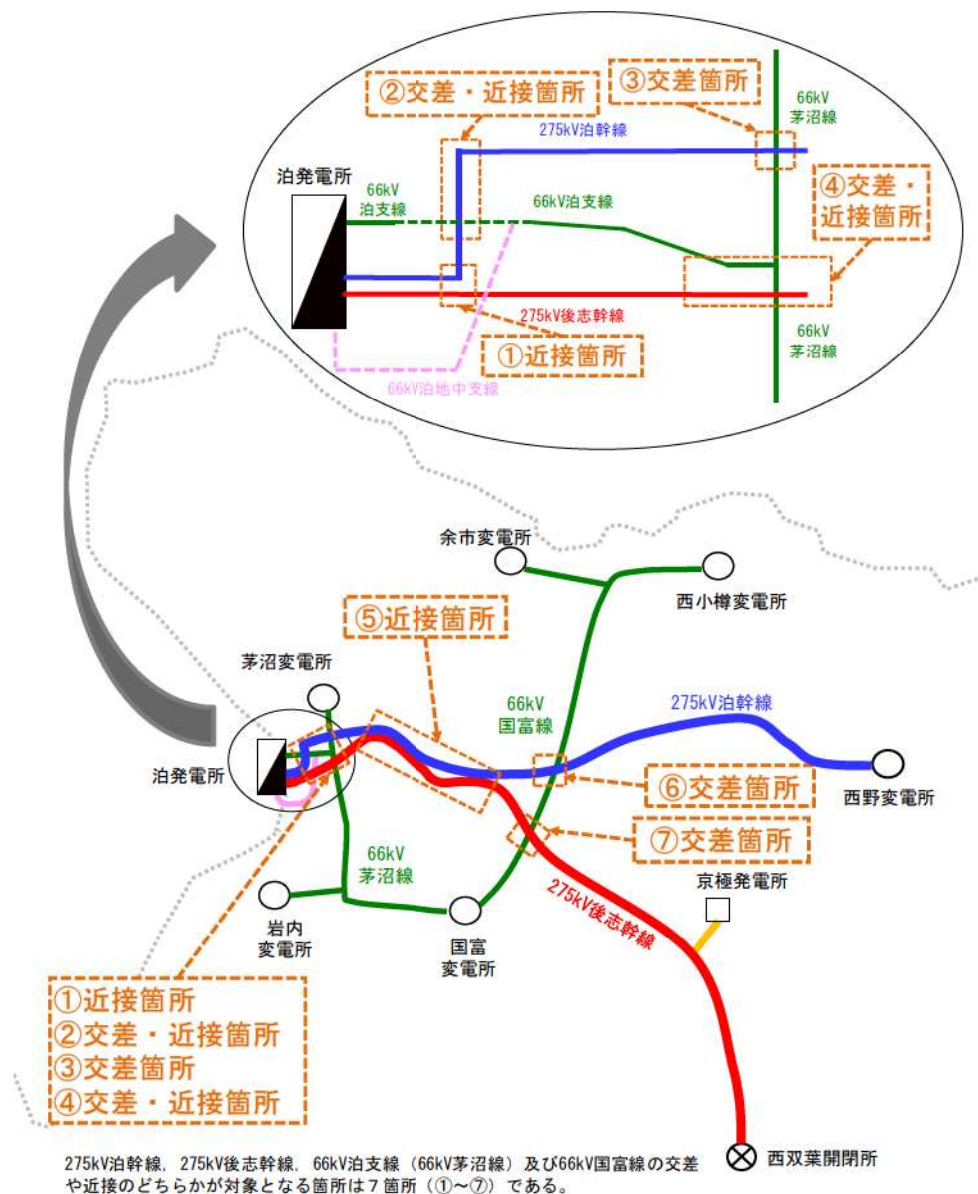 ②交差・近接箇所
③交差箇所
66kV
茅沼線
275kV泊幹線
泊発電所
66kV
泊支線
66kV泊支線
④交差・
近接箇所
275kV後志幹線
66kV
茅沼線
①近接箇所
66kV泊地中支線
余市変電所
西小樽変電所
⑤近接箇所
茅沼変電所
66kV
国富線
275kV泊幹線
泊発電所
⑥交差箇所
西野変電所
⑦交差箇所
66kV
茅沼線
京極発電所
275kV後志幹線
岩内
変電所
国富
変電所
①近接箇所
②交差・近接箇所
③交差箇所
④交差・近接箇所
西双葉開閉所
275kV泊幹線，275kV後志幹線，66kV泊支線（66kV茅沼線）及び66kV国富線の交差
や近接のどちらかが対象となる箇所は７箇所（①～⑦）である。